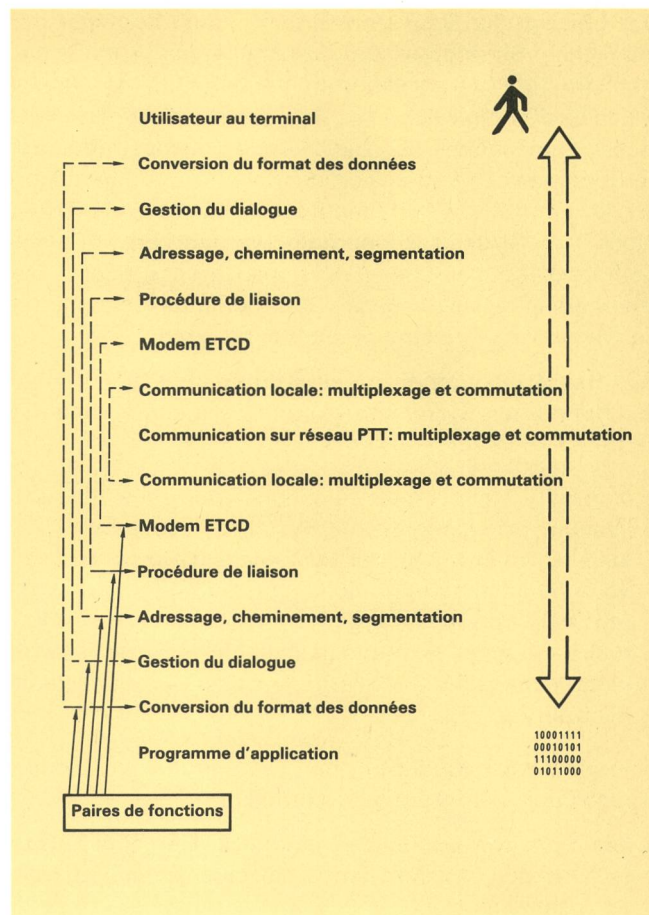 Utilisateur au terminal
Conversion du format des données
Gestion du dialogue
Adressage, cheminement, segmentation
Procédure de liaison
Modem ETCD
Communication locale: multiplexage et commutation
Communication sur réseau PTT: multiplexage et commutation
Communication locale: multiplexage et commutation
Modem ETCD
Procédure de liaison
Adressage, cheminement, segmentation
Gestion du dialogue
Conversion du format des données
Programme d'application
10001111
00010101
11100000
01011000
Paires de fonctions